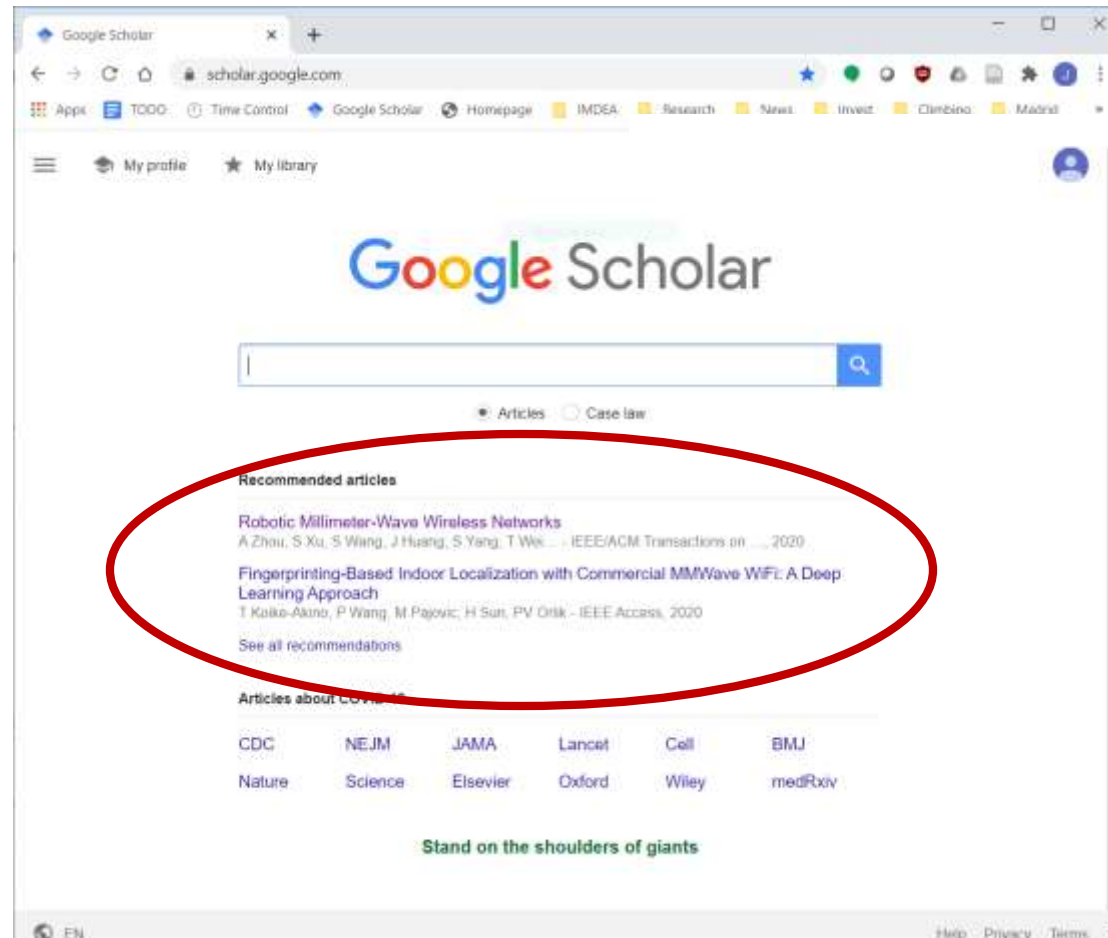 Google Scholar
scholar.google.com
Apps TODO Time Control Google Scholar Homepage IMDEA Research News Invest Climbing Madrid »
My profile My library
Google Scholar
Articles Case law
Recommended articles
Robotic Millimeter-Wave Wireless Networks
A Zhou, S Xu, S Wang, J Huang, S Yang, T Wei… - IEEE/ACM Transactions on …, 2020
Fingerprinting-Based Indoor Localization with Commercial MMWave WiFi: A Deep
Learning Approach
T Koike-Akino, P Wang, M Pajovic, H Sun, PV Orlik - IEEE Access, 2020
See all recommendations
Articles about
CDC NEJM JAMA Lancet Cell BMJ
Nature Science Elsevier Oxford Wiley medRxiv
Stand on the shoulders of giants
EN Help Privacy Terms